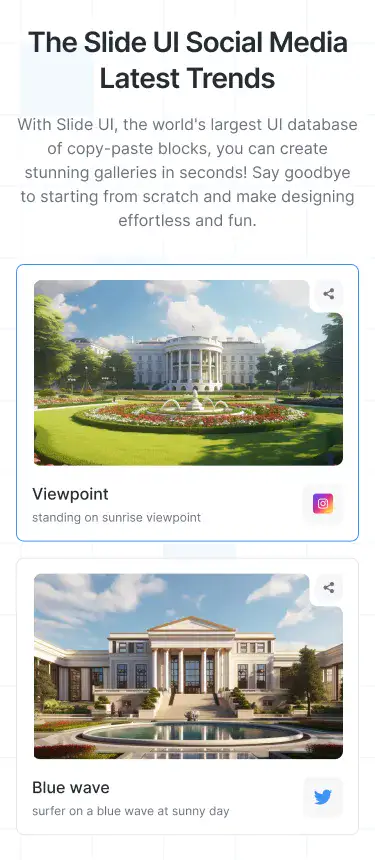 The Slide UI Social Media
Latest Trends
With Slide UI, the world's largest UI database
of copy-paste blocks, you can create
stunning galleries in seconds! Say goodbye
to starting from scratch and make designing
effortless and fun.
Viewpoint
standing on sunrise viewpoint
Blue wave
surfer on a blue wave at sunny day